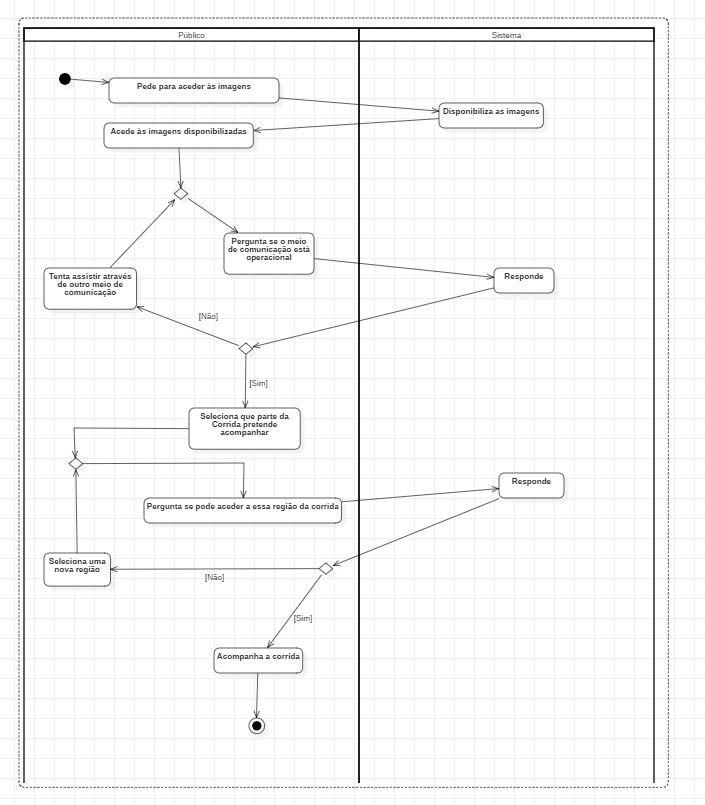 Público
Sistema
Pede para aceder às imagens
Disponibiliza as imagens
Acede às imagens disponibilizadas
Pergunta se o meio
de comunicação está
operacional
Tenta assistir através
de outro meio de
comunicação
Responde
[Não]
[Sim]
Seleciona que parte da
Corrida pretende
acompanhar
Responde
Pergunta se pode aceder a essa região da corrida
Seleciona uma
nova região
[Não]
[Sim]
Acompanha a corrida